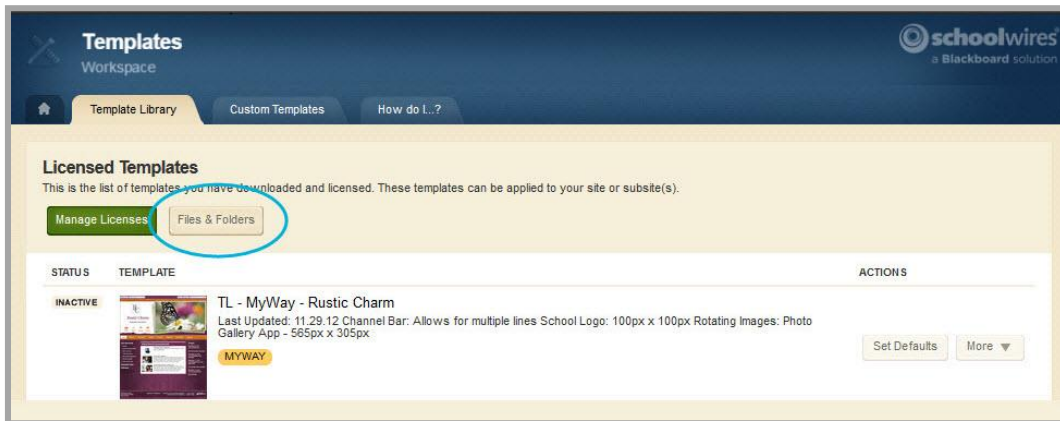 Templates
Workspace
schoolwires
a Blackboard solution
Template Library
Custom Templates
How do I...?
Licensed Templates
This is the list of templates you have downloaded and licensed. These templates can be applied to your site or subsite(s).
Manage Licenses
Files & Folders
STATUS
TEMPLATE
ACTIONS
INACTIVE
TL - MyWay - Rustic Charm
Last Updated: 11.29.12 Channel Bar: Allows for multiple lines School Logo: 100px x 100px Rotating Images: Photo
Gallery App - 565px x 305px
MYWAY
Set Defaults
More